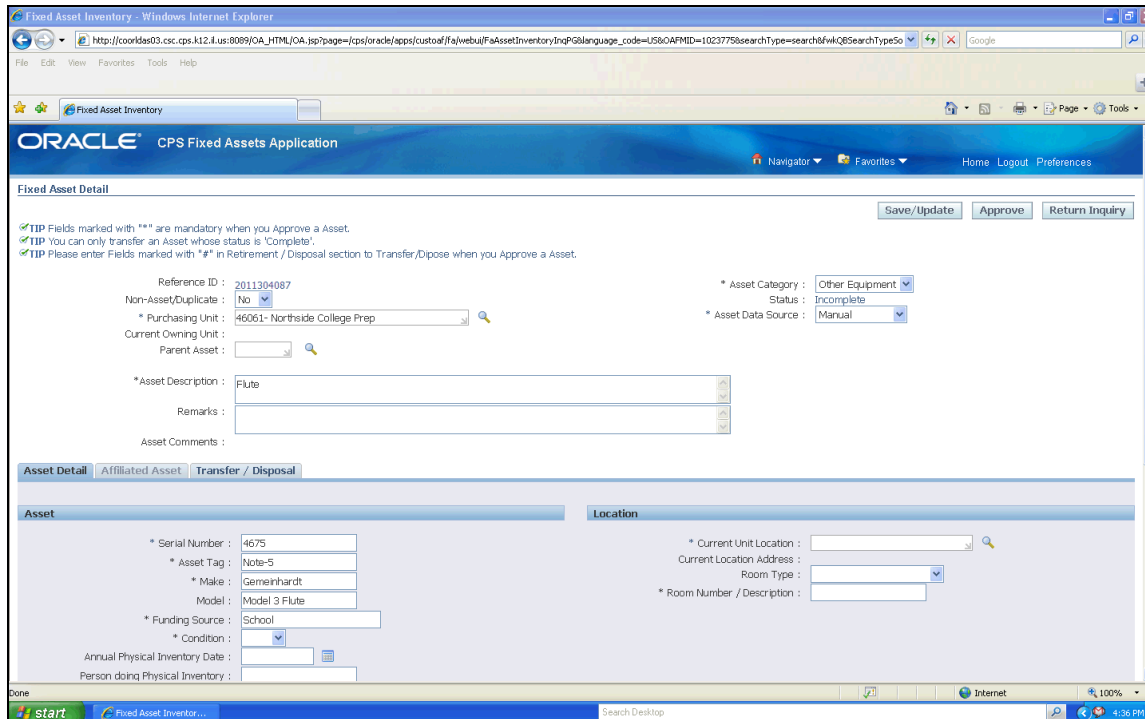 Fixed Asset Inventory - Windows Internet Explorer
http://coorldas03.csc.cps.k12.il.us:8089/OA_HTML/OA.jsp?page=/cps/oracle/apps/custoaf/fa/webui/FaAssetInventoryInqPG&language_code=US&OAFMID=1023775&searchType=search&fwkQBSearchTypeSo Google
File Edit View Favorites Tools Help
Fixed Asset Inventory Page Tools
ORACLE CPS Fixed Assets Application
Navigator Favorites Home Logout Preferences
Fixed Asset Detail
Save/Update Approve Return Inquiry
TIP Fields marked with "*" are mandatory when you Approve a Asset.
TIP You can only transfer an Asset whose status is 'Complete'.
TIP Please enter Fields marked with "#" in Retirement / Disposal section to Transfer/Dipose when you Approve a Asset.
Reference ID : 2011304087
* Asset Category : Other Equipment
Non-Asset/Duplicate : No
Status : Incomplete
* Purchasing Unit : 46061- Northside College Prep
* Asset Data Source : Manual
Current Owning Unit :
Parent Asset :
*Asset Description : Flute
Remarks :
Asset Comments :
Asset Detail Affiliated Asset Transfer / Disposal
Asset
Location
* Serial Number : 4675
* Current Unit Location :
* Asset Tag : Note-5
Current Location Address :
* Make : Gemeinhardt
Room Type :
Model : Model 3 Flute
* Room Number / Description :
* Funding Source : School
* Condition :
Annual Physical Inventory Date :
Person doing Physical Inventory :
Done Internet 100%
start Fixed Asset Inventor... Search Desktop 4:36 PM